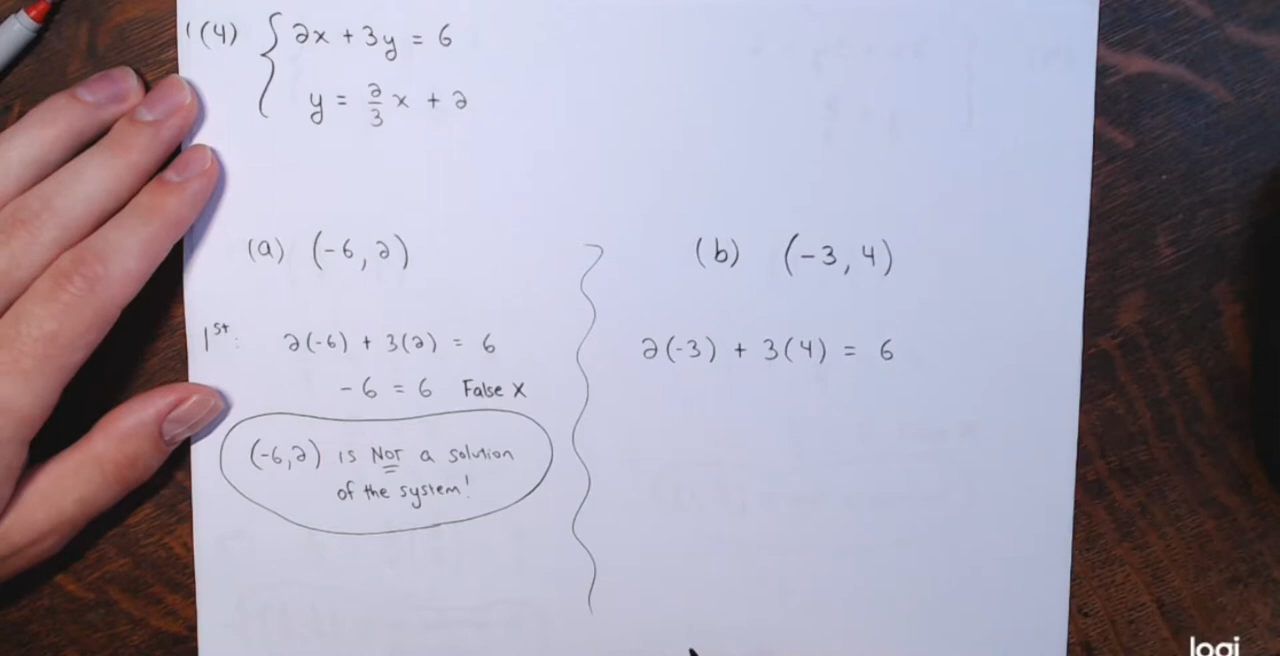 1(4) { 2x + 3y = 6
y = 2/3 x + 2
(a) (-6, 2)
1st: 2(-6) + 3(2) = 6
-6 = 6 False X
(-6, 2) is NOT a solution
of the system!
(b) (-3, 4)
2(-3) + 3(4) = 6
logi